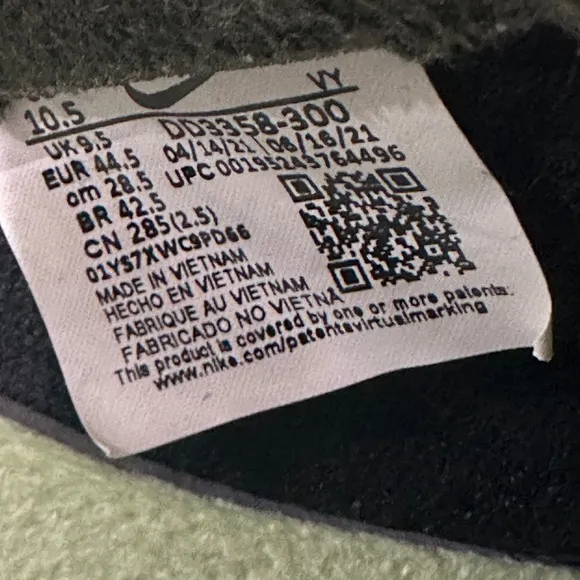 VY
10.5
UK 9.5
EUR 44.5
cm 28.5
BR 42.5
CN 285(2.5)
DD3358-300
04/14/21 06/16/21
UPC 00195243764496
01YS7XWC9PD66
MADE IN VIETNAM
HECHO EN VIETNAM
FABRIQUE AU VIETNAM
FABRICADO NO VIETNA
This product is covered by one or more patents:
www.nike.com/patentsvirtualmarking